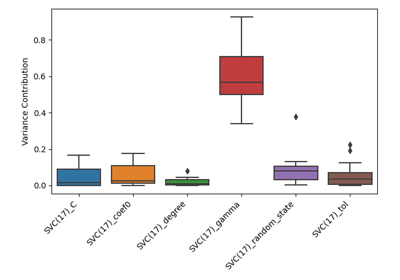 Variance Contribution
0.8
0.6
0.4
0.2
0.0
SVC(17)_C
SVC(17)_coef0
SVC(17)_degree
SVC(17)_gamma
SVC(17)_random_state
SVC(17)_tol